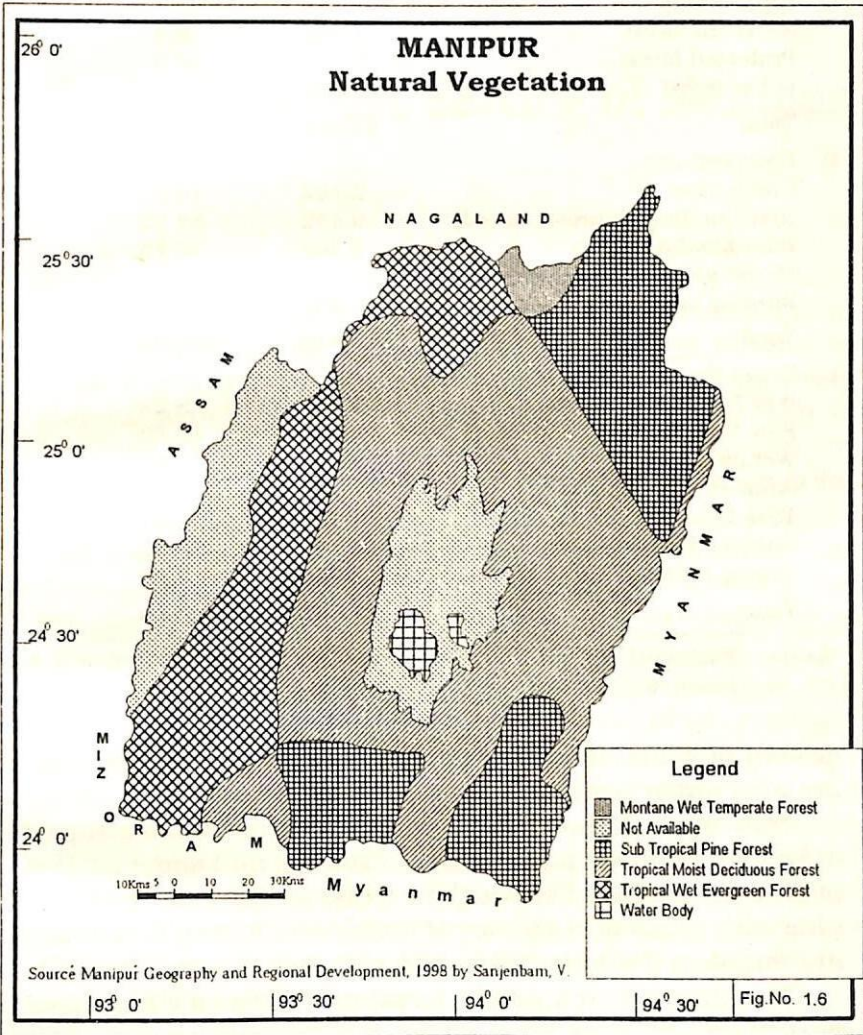 MANIPUR
Natural Vegetation
26° 0'
25° 30'
25° 0'
24° 30'
24° 0'
NAGALAND
ASSAM
MYANMAR
MIZORAM
Myanmar
10Kms 5 0 10 20 30Kms
Legend
Montane Wet Temperate Forest
Not Available
Sub Tropical Pine Forest
Tropical Moist Deciduous Forest
Tropical Wet Evergreen Forest
Water Body
Source Manipur Geography and Regional Development, 1998 by Sanjenbam, V.
93° 0' 93° 30' 94° 0' 94° 30'
Fig.No. 1.6